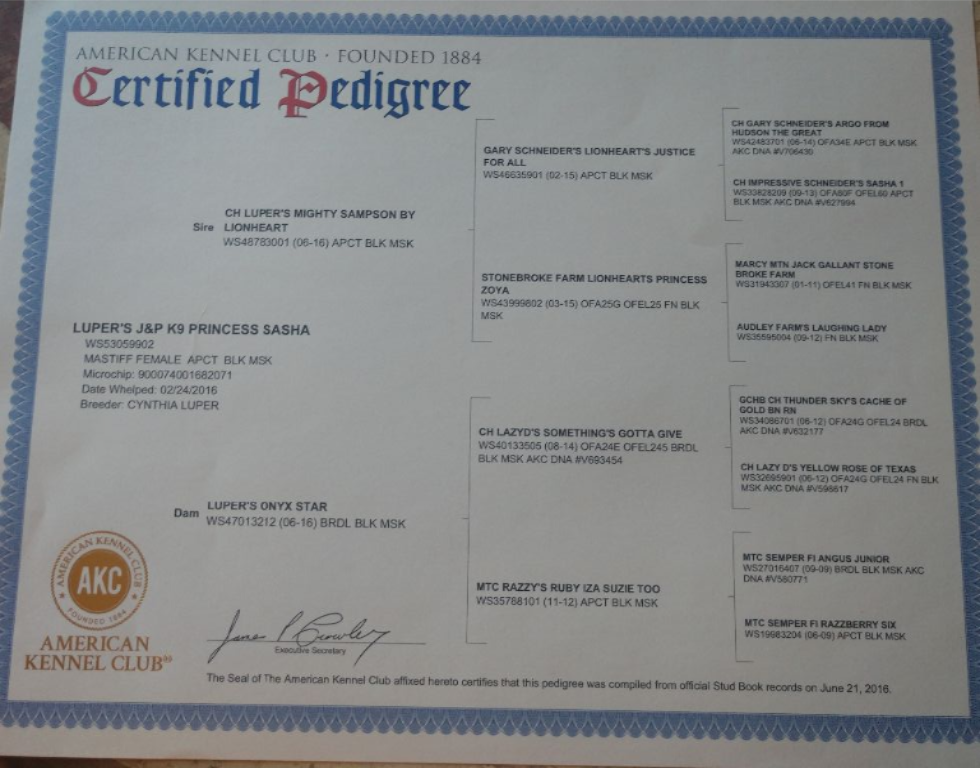 AMERICAN KENNEL CLUB · FOUNDED 1884
Certified Pedigree
CH GARY SCHNEIDER'S ARGO FROM
HUDSON THE GREAT
WS42483701 (06-14) OFA34E APCT BLK MSK
AKC DNA #V706430
GARY SCHNEIDER'S LIONHEART'S JUSTICE
FOR ALL
WS46635901 (02-15) APCT BLK MSK
CH IMPRESSIVE SCHNEIDER'S SASHA 1
WS33828209 (09-13) OFA80F OFEL60 APCT
BLK MSK AKC DNA #V627994
CH LUPER'S MIGHTY SAMPSON BY
Sire LIONHEART
WS48783001 (06-16) APCT BLK MSK
MARCY MTN JACK GALLANT STONE
BROKE FARM
WS31943307 (01-11) OFEL41 FN BLK MSK
STONEBROKE FARM LIONHEARTS PRINCESS
ZOYA
WS43999802 (03-15) OFA25G OFEL25 FN BLK
MSK
AUDLEY FARM'S LAUGHING LADY
WS35595004 (09-12) FN BLK MSK
LUPER'S J&P K9 PRINCESS SASHA
WS53059902
MASTIFF FEMALE APCT BLK MSK
Microchip: 900074001682071
Date Whelped: 02/24/2016
Breeder: CYNTHIA LUPER
GCHB CH THUNDER SKY'S CACHE OF
GOLD BN RN
WS34086701 (06-12) OFA24G OFEL24 BRDL
AKC DNA #V632177
CH LAZYD'S SOMETHING'S GOTTA GIVE
WS40133505 (08-14) OFA24E OFEL245 BRDL
BLK MSK AKC DNA #V693454
CH LAZY D'S YELLOW ROSE OF TEXAS
WS32695901 (06-12) OFA24G OFEL24 FN BLK
MSK AKC DNA #V598617
LUPER'S ONYX STAR
Dam WS47013212 (06-16) BRDL BLK MSK
MTC SEMPER FI ANGUS JUNIOR
WS27016407 (09-09) BRDL BLK MSK AKC
DNA #V560771
MTC RAZZY'S RUBY IZA SUZIE TOO
WS35788101 (11-12) APCT BLK MSK
MTC SEMPER FI RAZZBERRY SIX
WS19983204 (06-09) APCT BLK MSK
AMERICAN KENNEL CLUB
AKC
FOUNDED 1884
AMERICAN
KENNEL CLUB®
James P Crowley
Executive Secretary
The Seal of The American Kennel Club affixed hereto certifies that this pedigree was compiled from official Stud Book records on June 21, 2016.